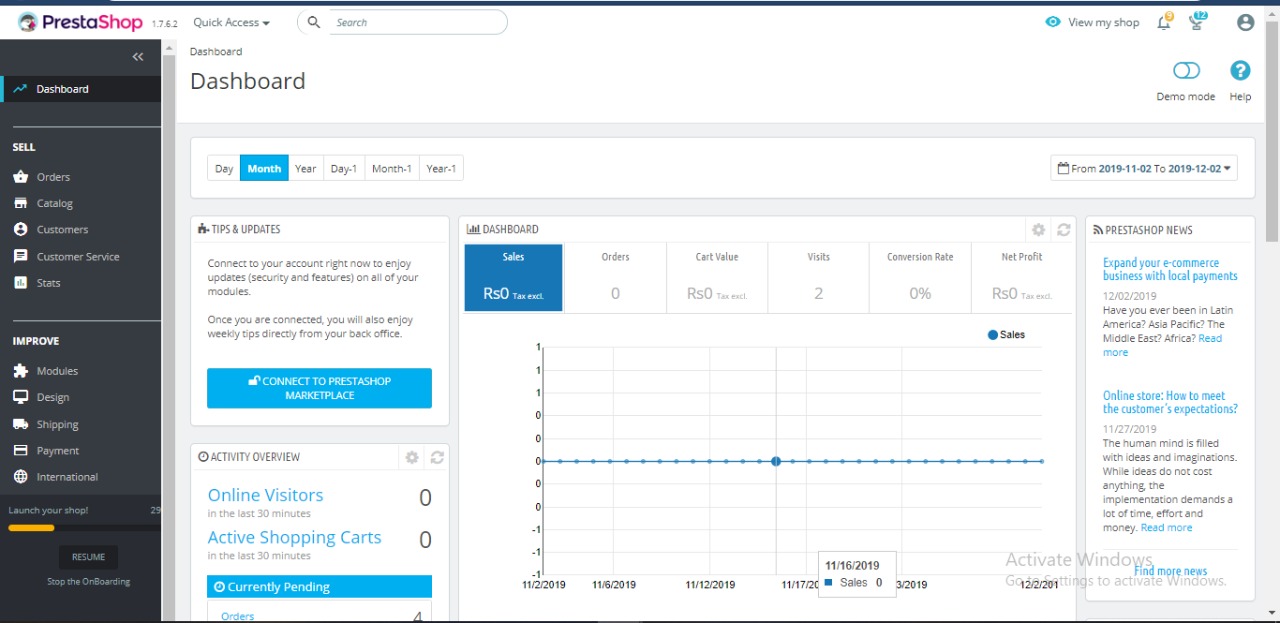 PrestaShop 1.7.6.2 Quick Access Search View my shop 9 12
Dashboard
Dashboard
Demo mode Help
Dashboard
SELL
Orders
Catalog
Customers
Customer Service
Stats
IMPROVE
Modules
Design
Shipping
Payment
International
Launch your shop! 29
RESUME
Stop the OnBoarding
Day Month Year Day-1 Month-1 Year-1 From 2019-11-02 To 2019-12-02
TIPS & UPDATES
Connect to your account right now to enjoy
updates (security and features) on all of your
modules.
Once you are connected, you will also enjoy
weekly tips directly from your back office.
CONNECT TO PRESTASHOP
MARKETPLACE
ACTIVITY OVERVIEW
Online Visitors 0
in the last 30 minutes
Active Shopping Carts 0
in the last 30 minutes
Currently Pending
Orders 4
DASHBOARD
Sales Orders Cart Value Visits Conversion Rate Net Profit
Rs0 Tax excl. 0 Rs0 Tax excl. 2 0% Rs0 Tax excl.
Sales
1
1
1
0
0
0
0
0
-1
-1
-1
11/2/2019 11/6/2019 11/12/2019 11/17/20 3/2019 12/2/201
11/16/2019
Sales 0
PRESTASHOP NEWS
Expand your e-commerce
business with local payments
12/02/2019
Have you ever been in Latin
America? Asia Pacific? The
Middle East? Africa? Read
more
Online store: How to meet
the customer's expectations?
11/27/2019
The human mind is filled
with ideas and imaginations.
While ideas do not cost
anything, the
implementation demands a
lot of time, effort and
money. Read more
Find more news
Activate Windows
Go to Settings to activate Windows.